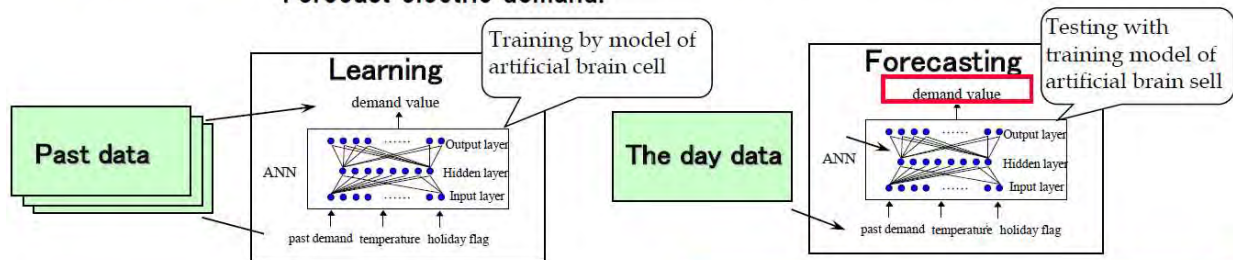 Forecast electric demand.
Training by model of
artificial brain cell
Learning
demand value
Past data
ANN
......
Output layer
Hidden layer
......
Input layer
past demand
temperature
holiday flag
Testing with
training model of
artificial brain sell
Forecasting
demand value
The day data
ANN
......
Output layer
Hidden layer
......
Input layer
past demand
temperature
holiday flag